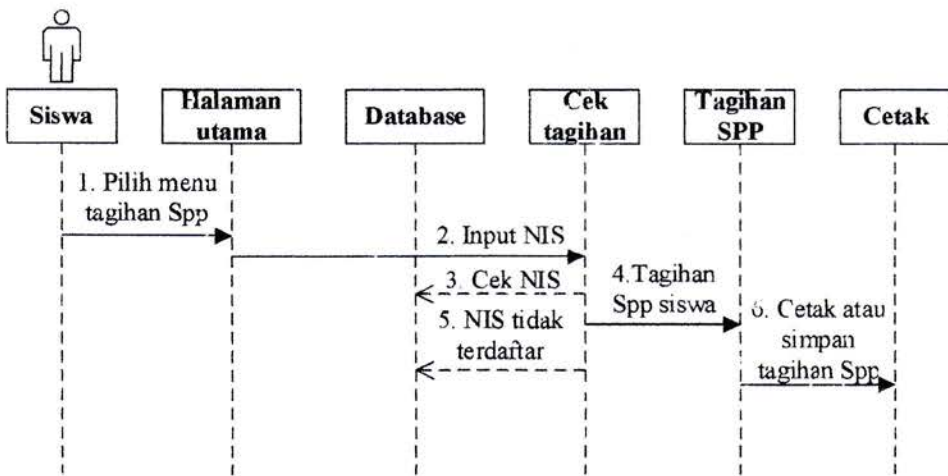 Siswa
Halaman
utama
Database
Cek
tagihan
Tagihan
SPP
Cetak
1. Pilih menu
tagihan Spp
2. Input NIS
3. Cek NIS
4.Tagihan
Spp siswa
5. NIS tidak
terdaftar
6. Cetak atau
simpan
tagihan Spp